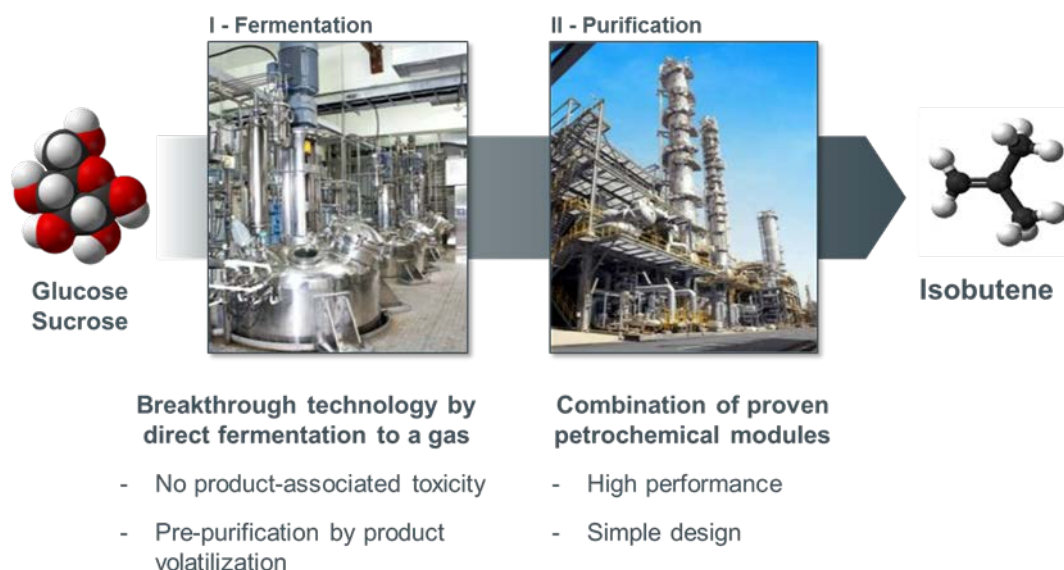 I - Fermentation
II - Purification
Glucose
Sucrose
Isobutene
Breakthrough technology by
direct fermentation to a gas
- No product-associated toxicity
- Pre-purification by product
volatilization
Combination of proven
petrochemical modules
- High performance
- Simple design